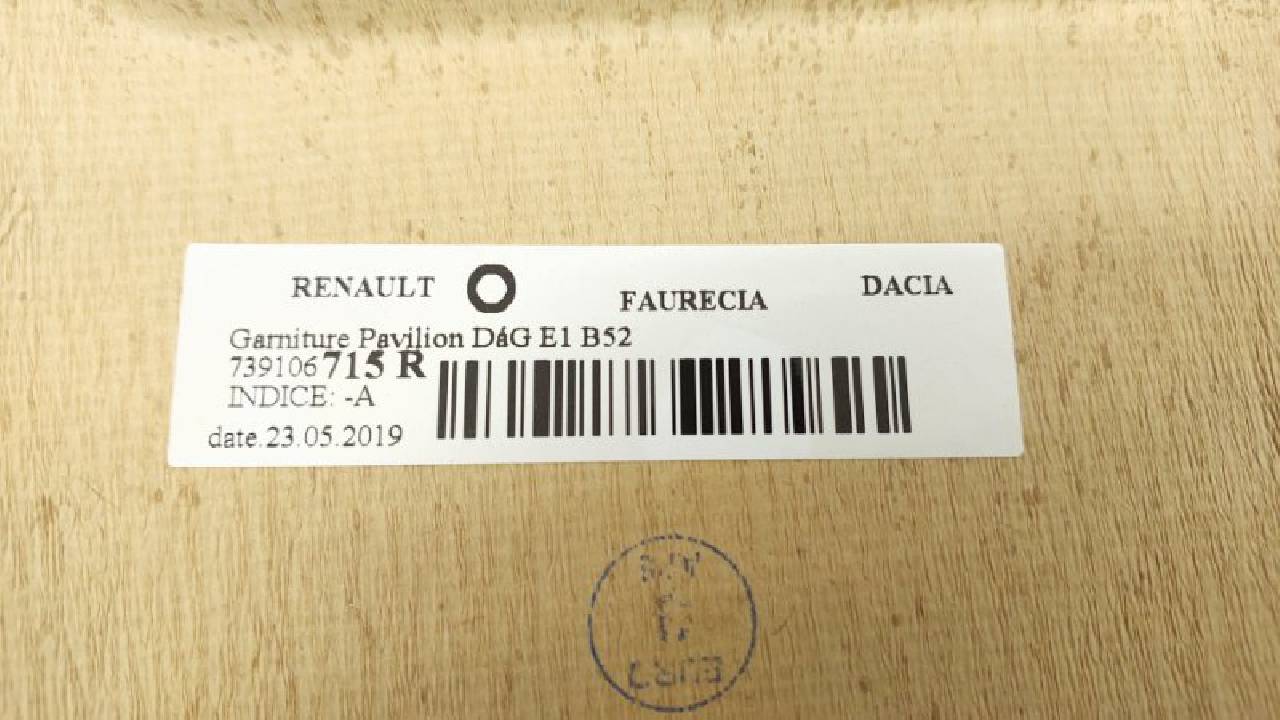 RENAULT FAURECIA DACIA
Garniture Pavilion DáG E1 B52
739106715 R
INDICE: -A
date.23.05.2019